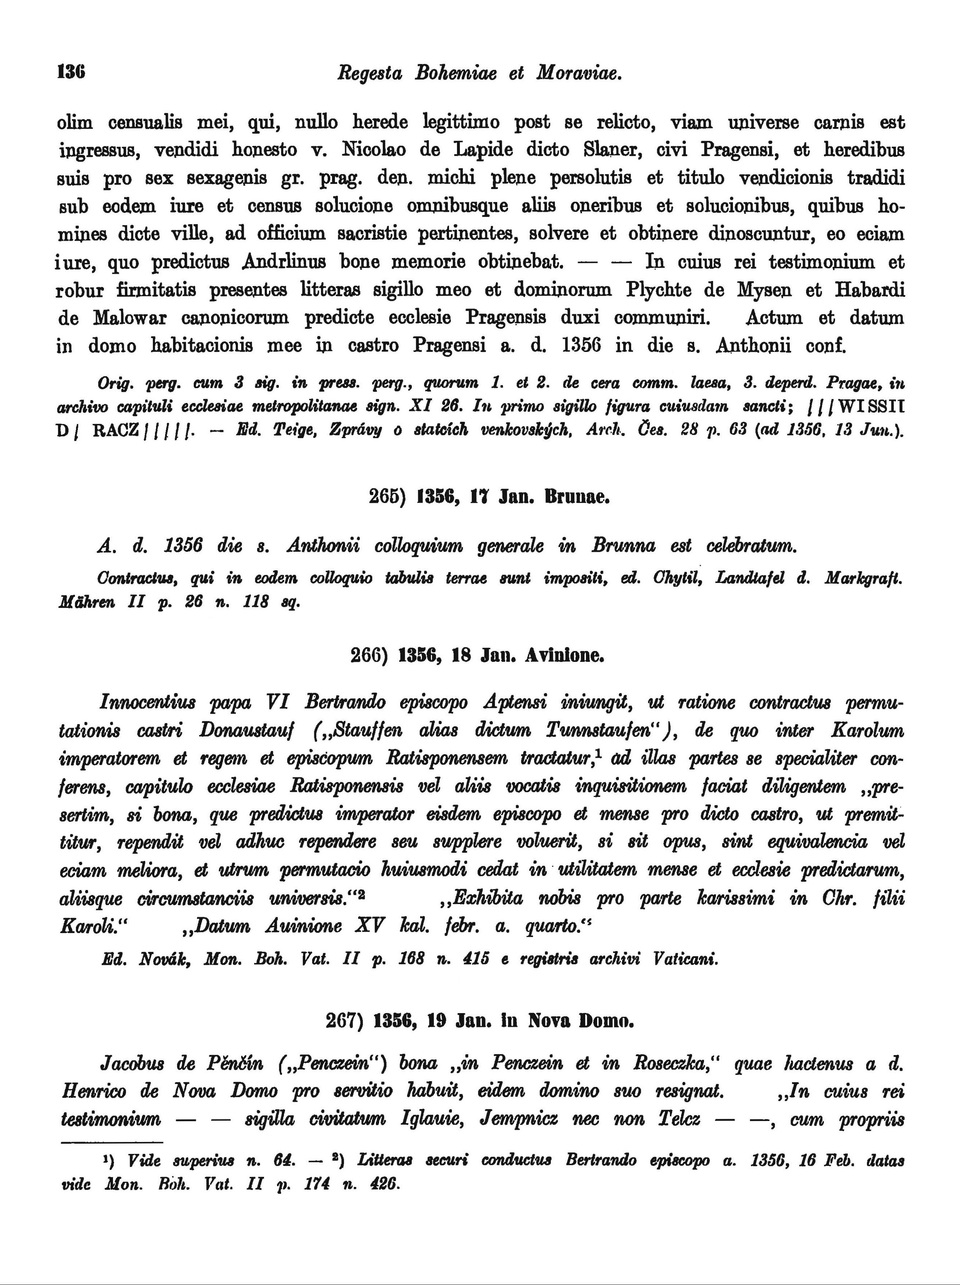 136
Regesta Bohemiae et Moraviae.
olim censualis mei, qui, nullo herede legittimo post se relicto, viam universe carnis est
ingressus, vendidi honesto v. Nicolao de Lapide dicto Slaner, civi Pragensi, et heredibus
suis pro sex sexagenis gr. prag. den. michi plene persolutis et titulo vendicionis tradidi
sub eodem iure et census solucione omnibusque aliis oneribus et solucionibus, quibus ho-
mines dicte ville, ad officium sacristie pertinentes, solvere et obtinere dinoscuntur, eo eciam
iure, quo predictus Andrlinus bone memorie obtinebat. — — In cuius rei testimonium et
robur firmitatis presentes litteras sigillo meo et dominorum Plychte de Mysen et Habardi
de Malowar canonicorum predicte ecclesie Pragensis duxi communiri. Actum et datum
in domo habitacionis mee in castro Pragensi a. d. 1356 in die s. Anthonii conf.
Orig. perg. cum 3 sig. in press. perg., quorum 1. et 2. de cera comm. laesa, 3. deperd. Pragae, in
archivo capituli ecclesiae metropolitanae sign. XI 26. In primo sigillo figura cuiusdam sancti; ///WISSII
D/ RACZ/////. — Ed. Teige, Zprávy o statcích venkovských, Arch. Čes. 28 p. 63 (ad 1356, 13 Jun.).
265) 1356, 17 Jan. Brunae.
A. d. 1356 die s. Anthonii colloquium generale in Brunna est celebratum.
Contractus, qui in eodem colloquio tabulis terrae sunt impositi, ed. Chytil, Landtafel d. Markgraft.
Mähren II p. 26 n. 118 sq.
266) 1356, 18 Jan. Avinione.
Innocentius papa VI Bertrando episcopo Aptensi iniungit, ut ratione contractus permu-
tationis castri Donaustauf („Stauffen alias dictum Tunnstaufen“), de quo inter Karolum
imperatorem et regem et episcopum Ratisponensem tractatur,¹ ad illas partes se specialiter con-
ferens, capitulo ecclesiae Ratisponensis vel aliis vocatis inquisitionem faciat diligentem „pre-
sertim, si bona, que predictus imperator eisdem episcopo et mense pro dicto castro, ut premit-
titur, rependit vel adhuc rependere seu supplere voluerit, si sit opus, sint equivalencia vel
eciam meliora, et utrum permutacio huiusmodi cedat in utilitatem mense et ecclesie predictarum,
aliisque circumstanciis universis.“² „Exhibita nobis pro parte karissimi in Chr. filii
Karoli.“ „Datum Auinione XV kal. febr. a. quarto.“
Ed. Novák, Mon. Boh. Vat. II p. 168 n. 415 e registris archivi Vaticani.
267) 1356, 19 Jan. in Nova Domo.
Jacobus de Pěnčín („Penczein“) bona „in Penczein et in Roseczka,“ quae hactenus a d.
Henrico de Nova Domo pro servitio habuit, eidem domino suo resignat. „In cuius rei
testimonium — — sigilla civitatum Iglauie, Jempnicz nec non Telcz — —, cum propriis
¹) Vide superius n. 64. — ²) Litteras securi conductus Bertrando episcopo a. 1356, 16 Feb. datas
vide Mon. Boh. Vat. II p. 174 n. 426.